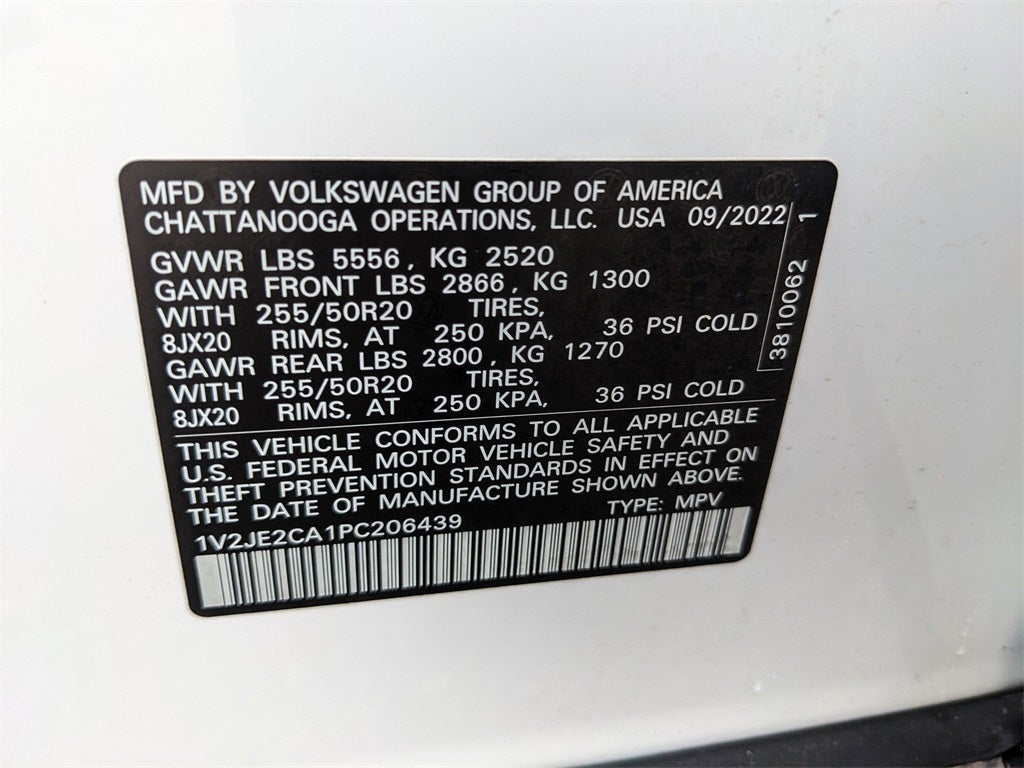 MFD BY VOLKSWAGEN GROUP OF AMERICA
CHATTANOOGA OPERATIONS, LLC. USA 09/2022
GVWR LBS 5556, KG 2520
GAWR FRONT LBS 2866, KG 1300
WITH 255/50R20 TIRES,
8JX20 RIMS, AT 250 KPA, 36 PSI COLD
GAWR REAR LBS 2800, KG 1270
WITH 255/50R20 TIRES,
8JX20 RIMS, AT 250 KPA, 36 PSI COLD
THIS VEHICLE CONFORMS TO ALL APPLICABLE
U.S. FEDERAL MOTOR VEHICLE SAFETY AND
THEFT PREVENTION STANDARDS IN EFFECT ON
THE DATE OF MANUFACTURE SHOWN ABOVE.
1V2JE2CA1PC206439 TYPE: MPV
3810062 1